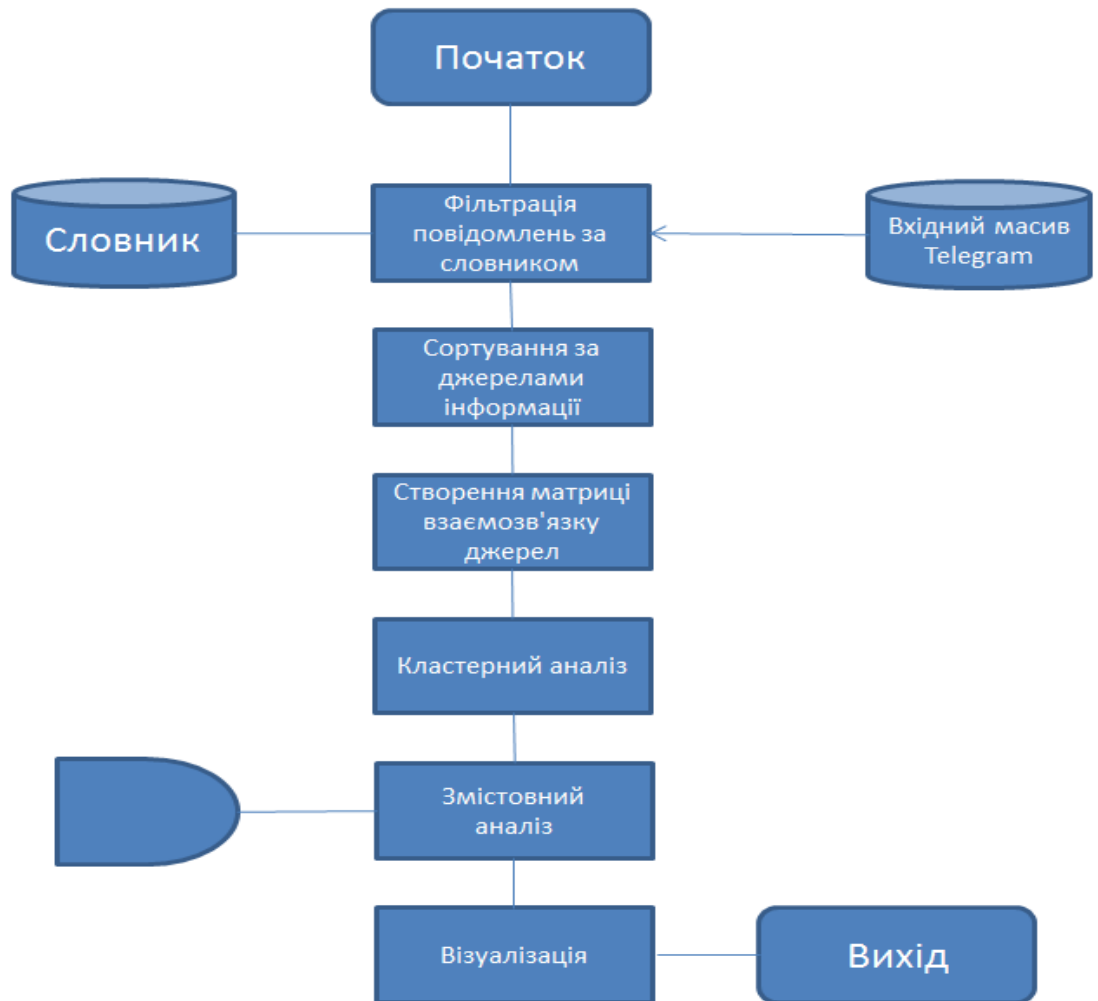 Початок
Словник
Фільтрація
повідомлень за
словником
Вхідний масив
Telegram
Сортування за
джерелами
інформації
Створення матриці
взаємозв'язку
джерел
Кластерний аналіз
Змістовний
аналіз
Візуалізація
Вихід